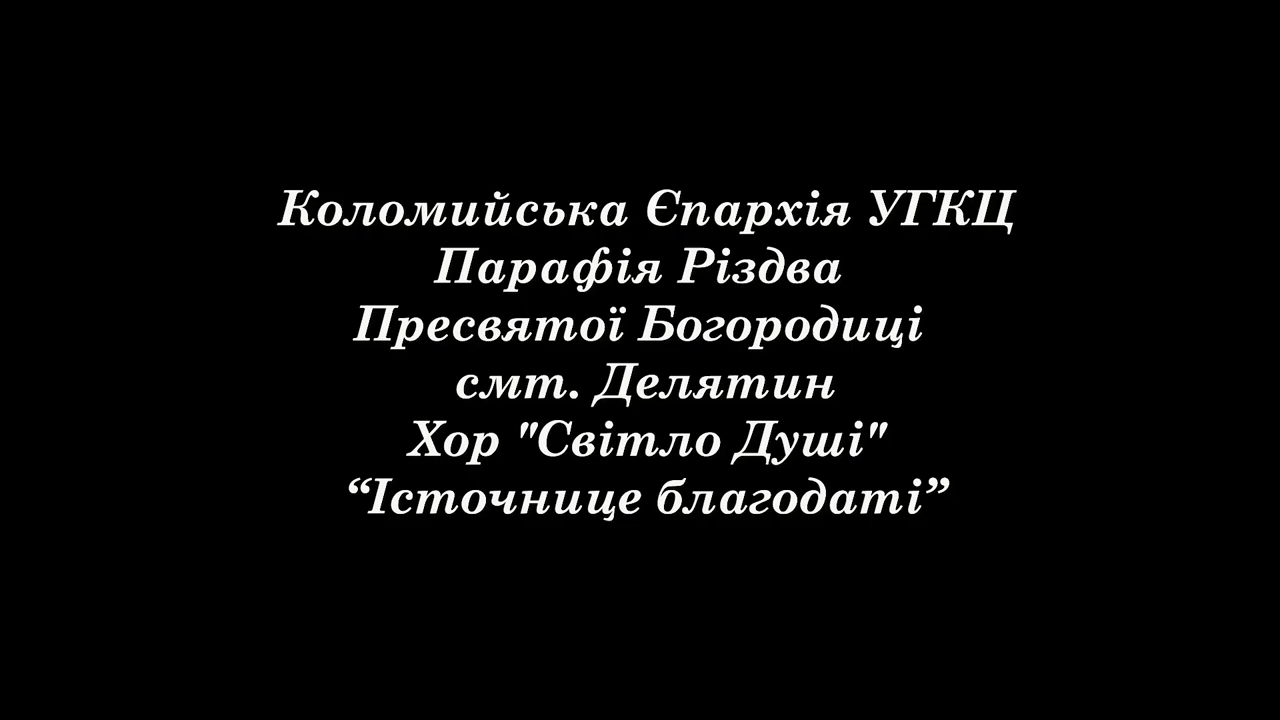 Коломийська Єпархія УГКЦ
Парафія Різдва
Пресвятої Богородиці
смт. Делятин
Хор "Світло Душі"
“Істочнице благодаті”